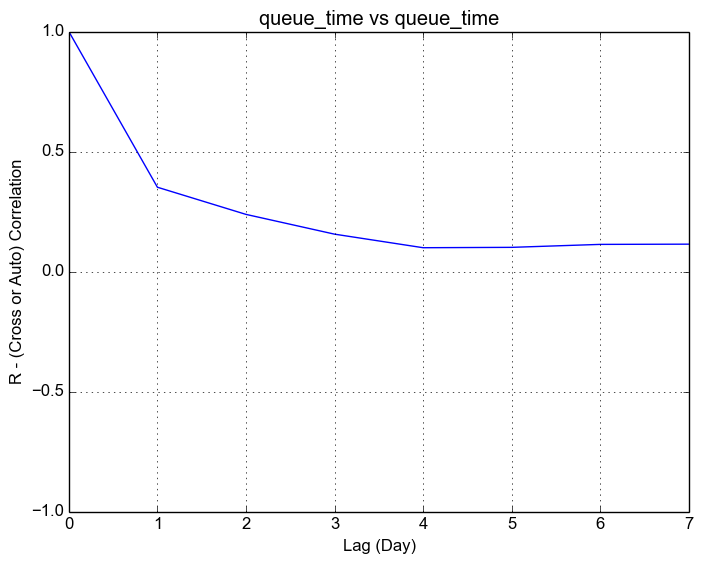 queue_time vs queue_time
R - (Cross or Auto) Correlation
1.0
0.5
0.0
−0.5
−1.0
0 1 2 3 4 5 6 7
Lag (Day)